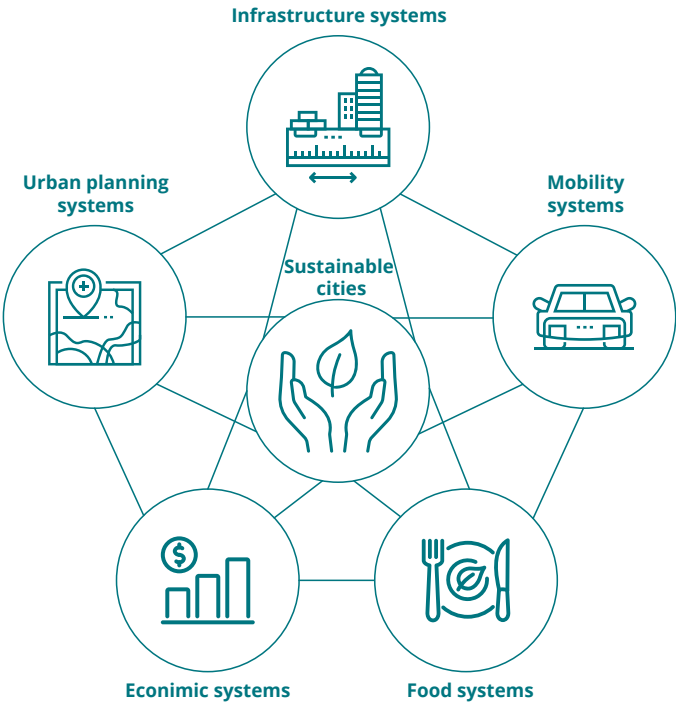 Infrastructure systems
Urban planning
systems
Mobility
systems
Sustainable
cities
$
Econimic systems
Food systems